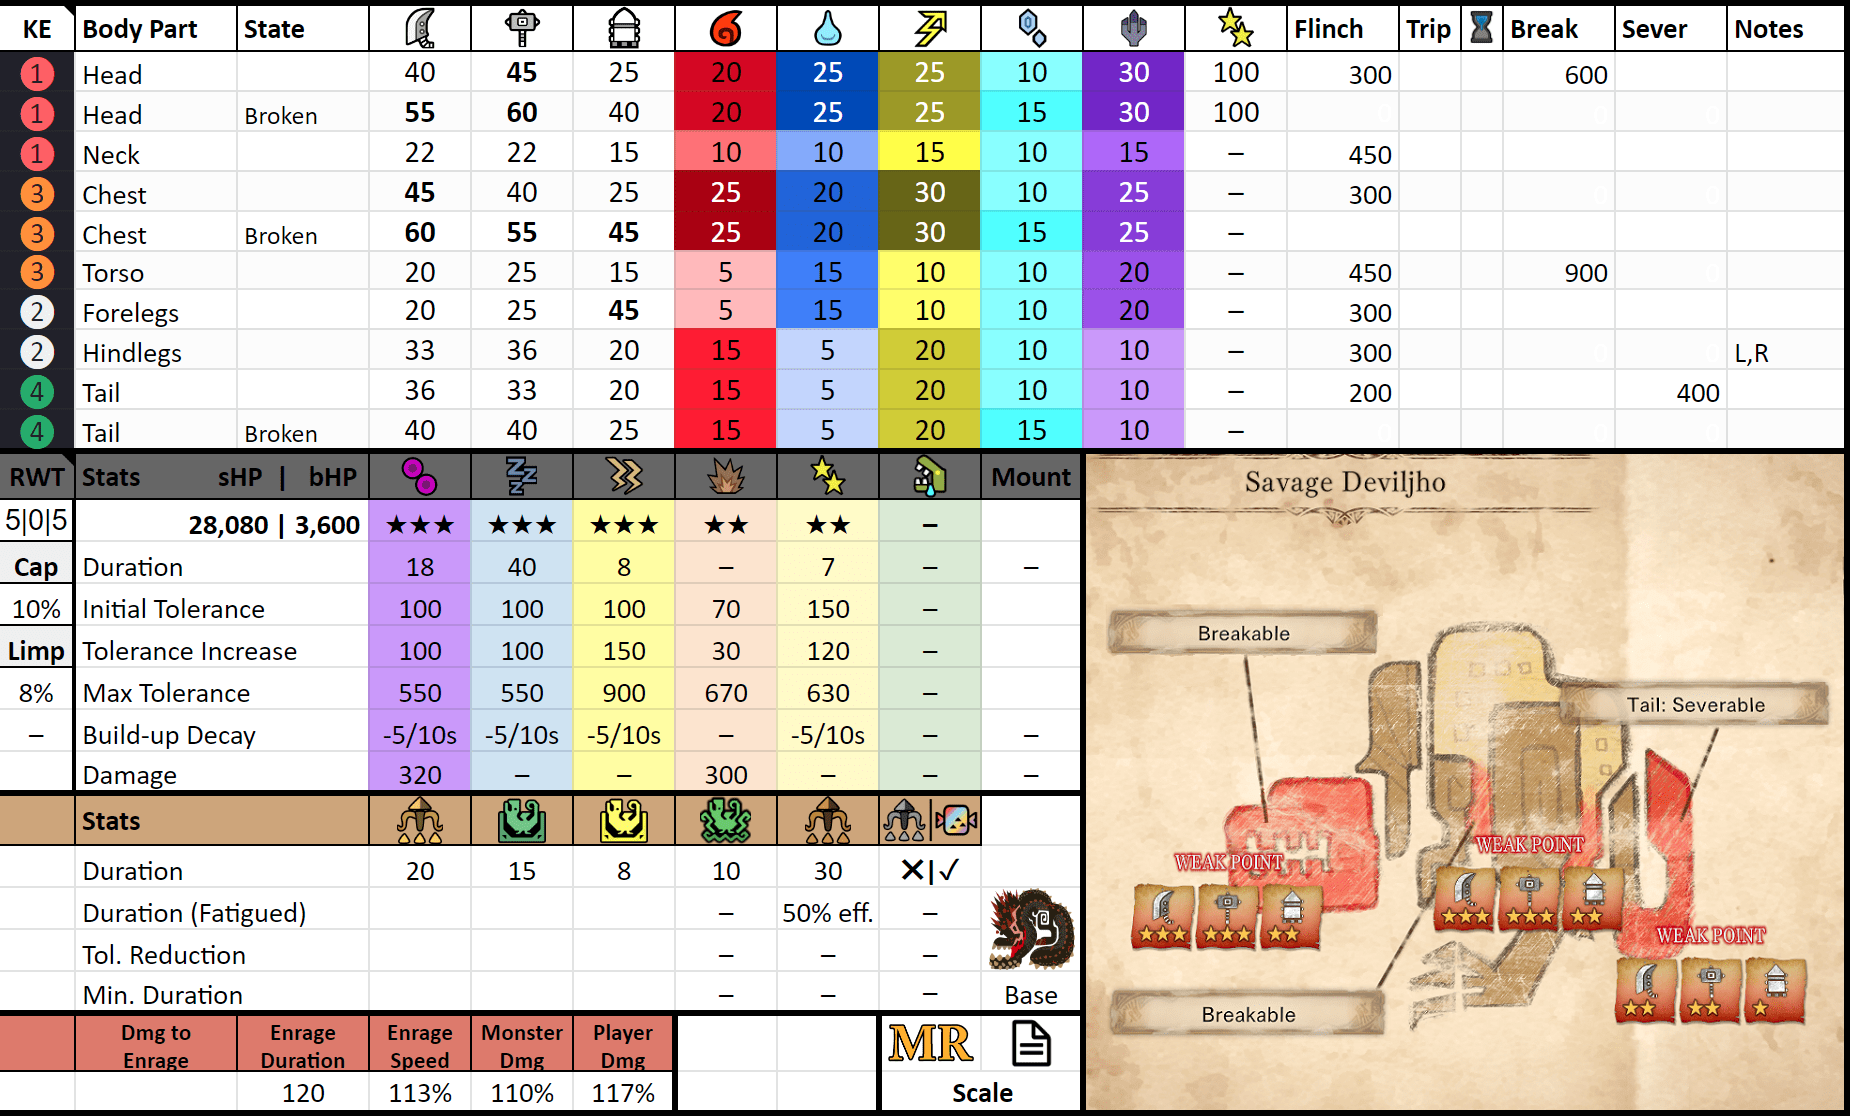 KE Body Part State Flinch Trip Break Sever Notes
1 Head 40 45 25 20 25 25 10 30 100 300 600
1 Head Broken 55 60 40 20 25 25 15 30 100
1 Neck 22 22 15 10 10 15 10 15 – 450
3 Chest 45 40 25 25 20 30 10 25 – 300
3 Chest Broken 60 55 45 25 20 30 15 25 –
3 Torso 20 25 15 5 15 10 10 20 – 450 900
2 Forelegs 20 25 45 5 15 10 10 20 – 300
2 Hindlegs 33 36 20 15 5 20 10 10 – 300 L,R
4 Tail 36 33 20 15 5 20 10 10 – 200 400
4 Tail Broken 40 40 25 15 5 20 15 10 –
RWT Stats sHP | bHP Mount
5|0|5 28,080 | 3,600 ★★★ ★★★ ★★★ ★★ ★★ –
Cap Duration 18 40 8 – 7 – –
10% Initial Tolerance 100 100 100 70 150 –
Limp Tolerance Increase 100 100 150 30 120 –
8% Max Tolerance 550 550 900 670 630 –
– Build-up Decay -5/10s -5/10s -5/10s – -5/10s – –
Damage 320 – – 300 – – –
Stats
Duration 20 15 8 10 30 ✕|✓
Duration (Fatigued) – 50% eff. –
Tol. Reduction – – –
Min. Duration – – – Base
Dmg to Enrage Enrage Duration Enrage Speed Monster Dmg Player Dmg MR
120 113% 110% 117% Scale
Savage Deviljho
Breakable
Tail: Severable
WEAK POINT
WEAK POINT
WEAK POINT
Breakable